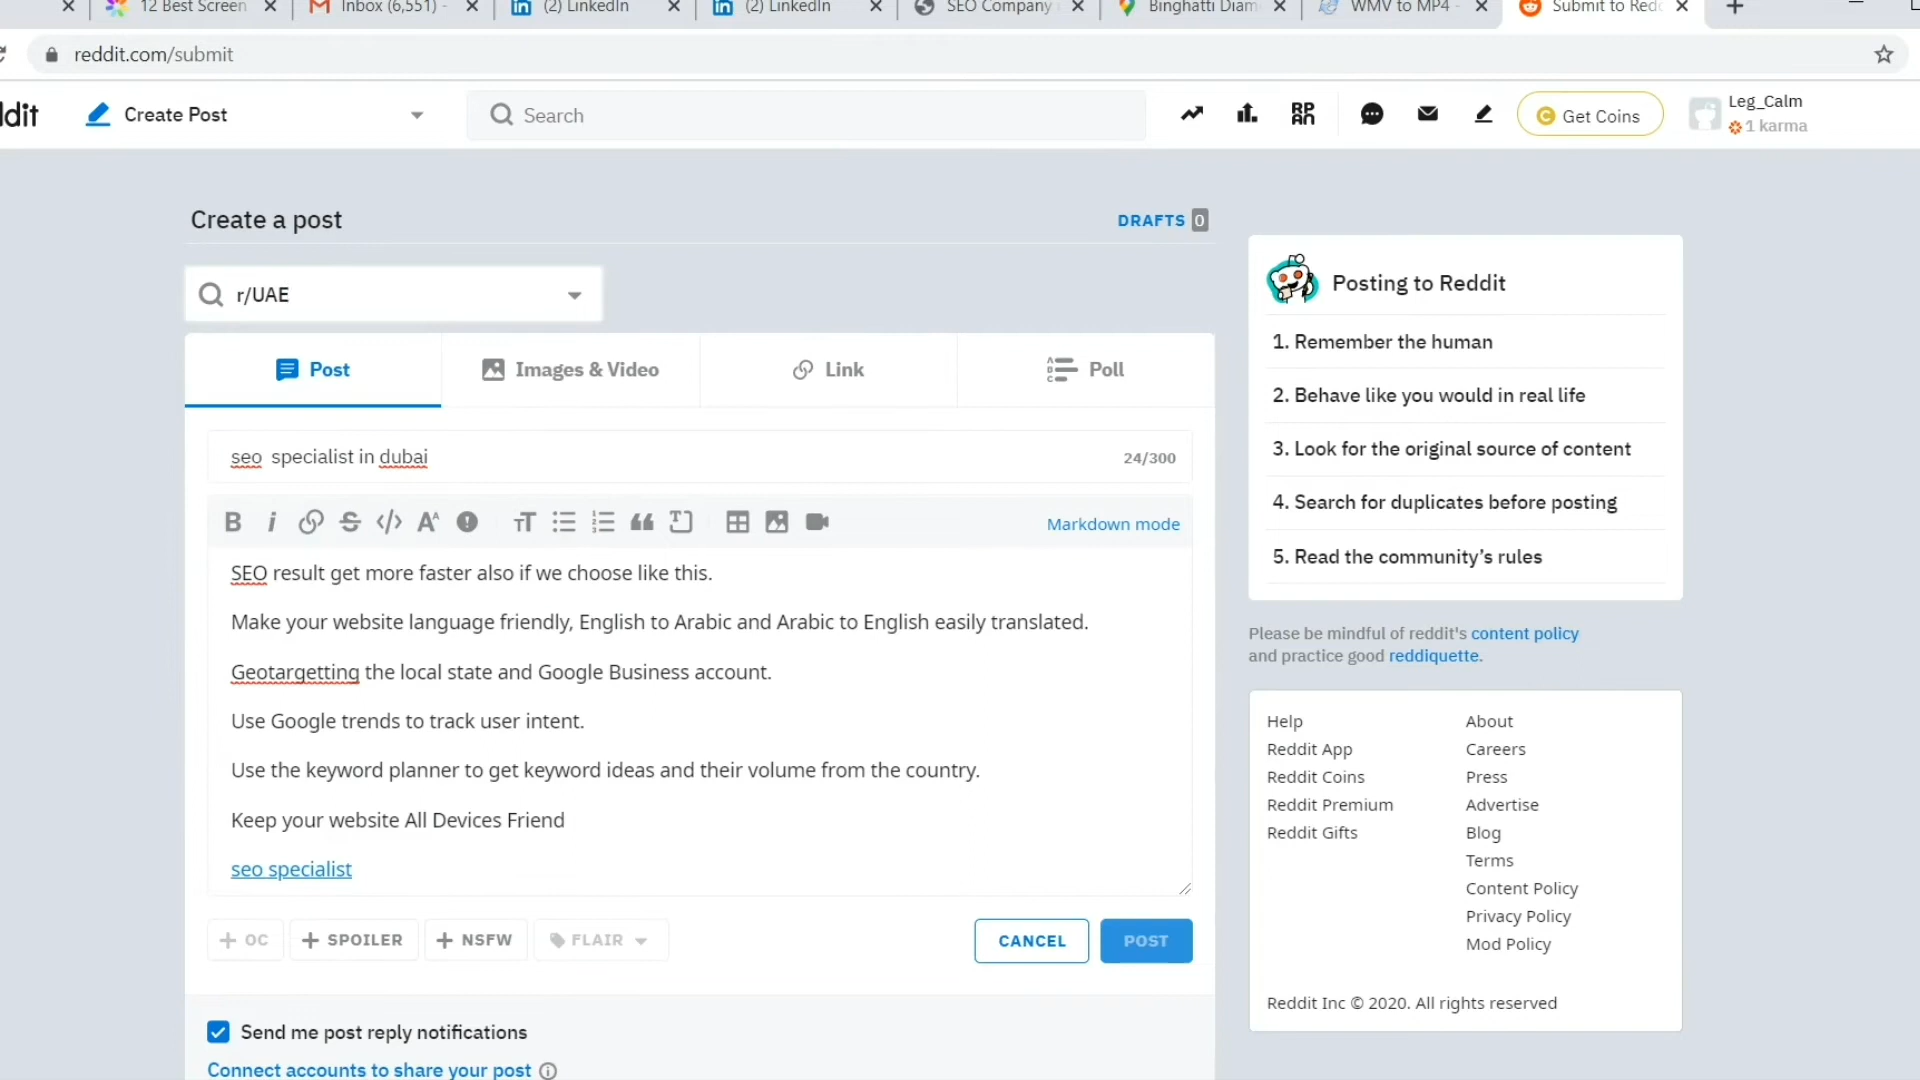 12 Best Screen
Inbox (6,551) -
(2) LinkedIn
(2) LinkedIn
SEO Company
Binghatti Diam
WMV to MP4 -
Submit to Redd
reddit.com/submit
ddit
Create Post
Search
Get Coins
Leg_Calm
1 karma
Create a post
DRAFTS 0
r/UAE
Post
Images & Video
Link
Poll
seo specialist in dubai
24/300
Markdown mode
SEO result get more faster also if we choose like this.
Make your website language friendly, English to Arabic and Arabic to English easily translated.
Geotargetting the local state and Google Business account.
Use Google trends to track user intent.
Use the keyword planner to get keyword ideas and their volume from the country.
Keep your website All Devices Friend
seo specialist
+ OC
+ SPOILER
+ NSFW
FLAIR
CANCEL
POST
Send me post reply notifications
Connect accounts to share your post
Posting to Reddit
1. Remember the human
2. Behave like you would in real life
3. Look for the original source of content
4. Search for duplicates before posting
5. Read the community's rules
Please be mindful of reddit's content policy
and practice good reddiquette.
Help
Reddit App
Reddit Coins
Reddit Premium
Reddit Gifts
About
Careers
Press
Advertise
Blog
Terms
Content Policy
Privacy Policy
Mod Policy
Reddit Inc © 2020. All rights reserved